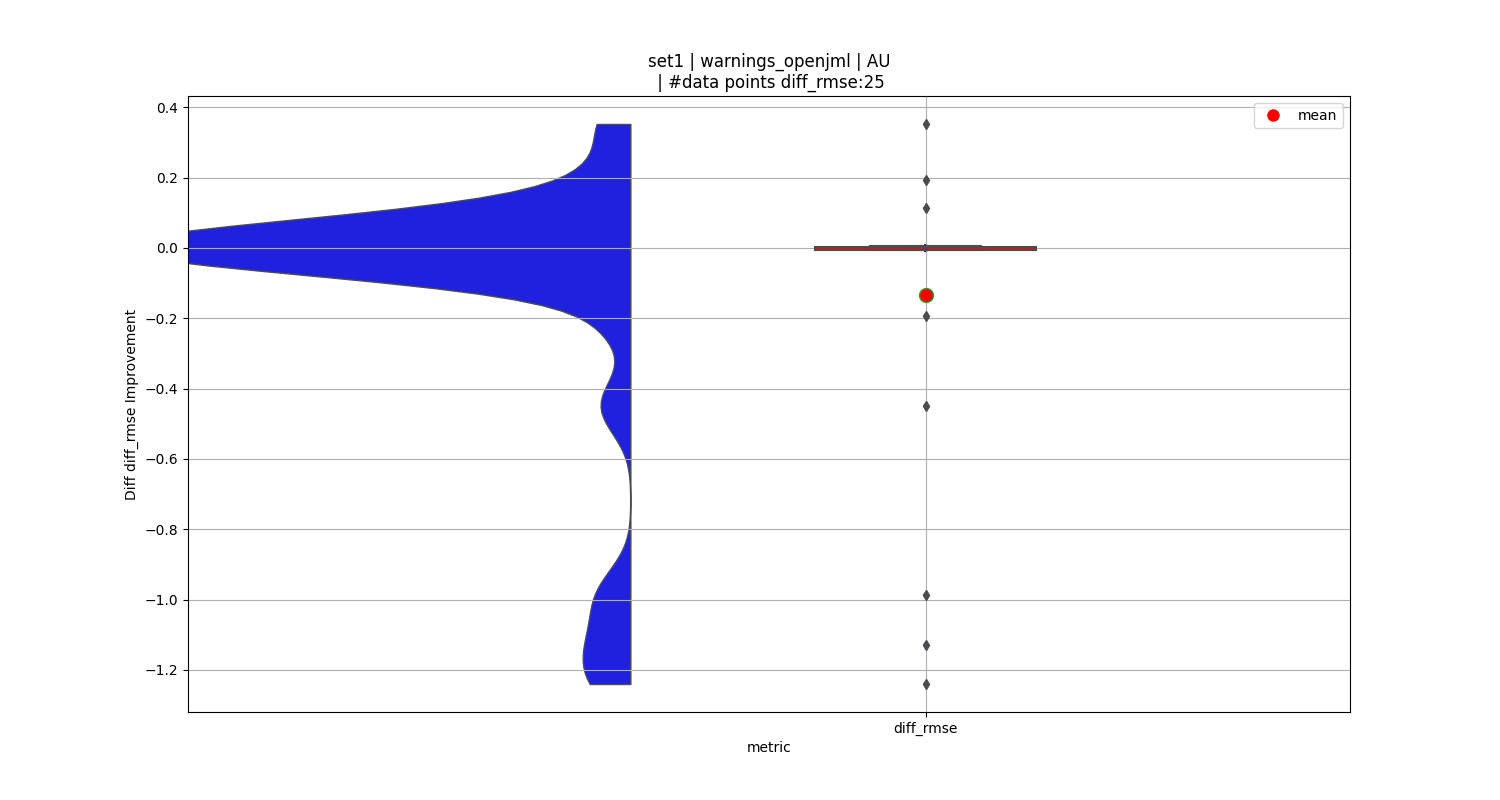 set1 | warnings_openjml | AU
| #data points diff_rmse:25
mean
0.4
0.2
0.0
−0.2
−0.4
−0.6
−0.8
−1.0
−1.2
Diff diff_rmse Improvement
diff_rmse
metric